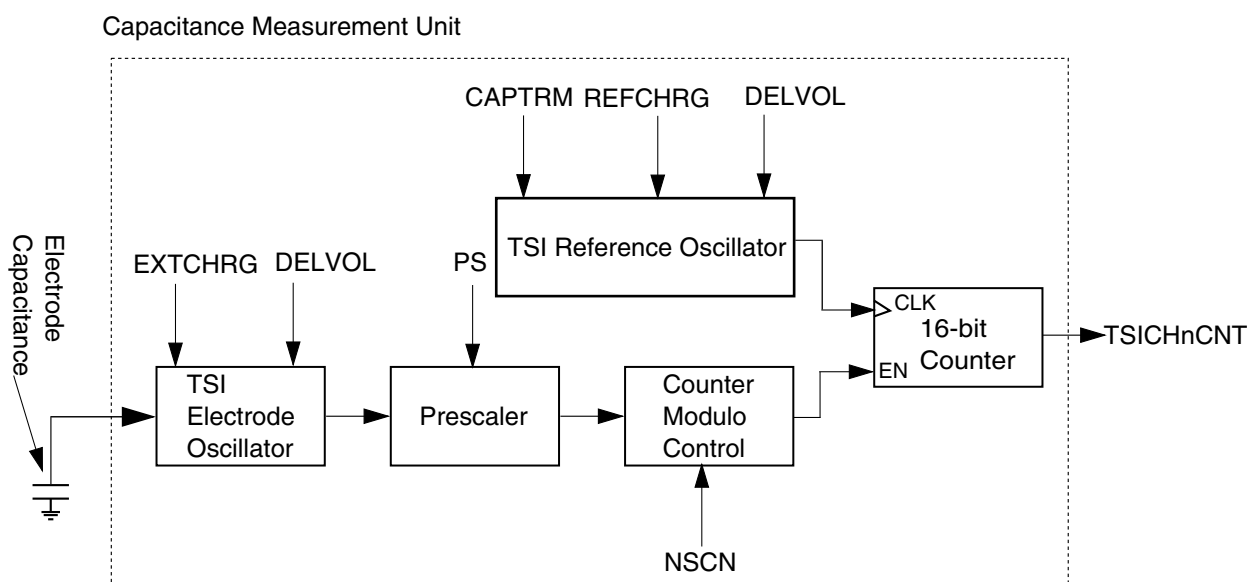 Capacitance Measurement Unit
CAPTRM REFCHRG DELVOL
TSI Reference Oscillator
Electrode
Capacitance
EXTCHRG DELVOL
PS
CLK
16-bit
Counter
EN
TSICHnCNT
TSI
Electrode
Oscillator
Prescaler
Counter
Modulo
Control
NSCN